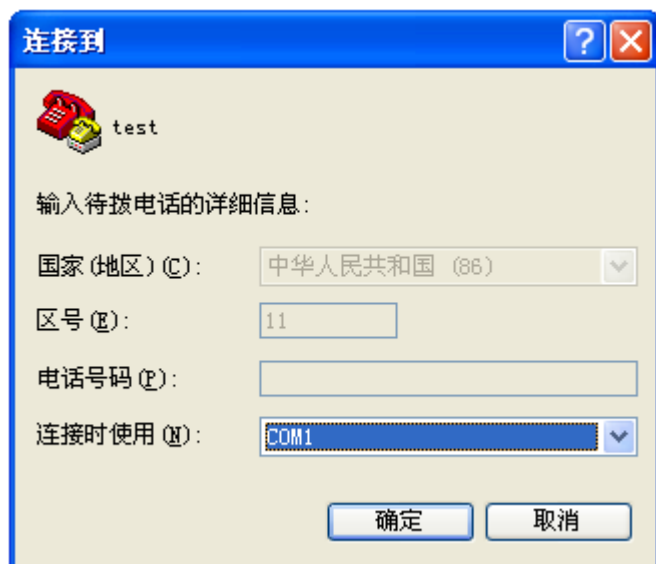 连接到
test
输入待拨电话的详细信息:
国家(地区)(C): 中华人民共和国 (86)
区号(E): 11
电话号码(P):
连接时使用(N): COM1
确定 取消